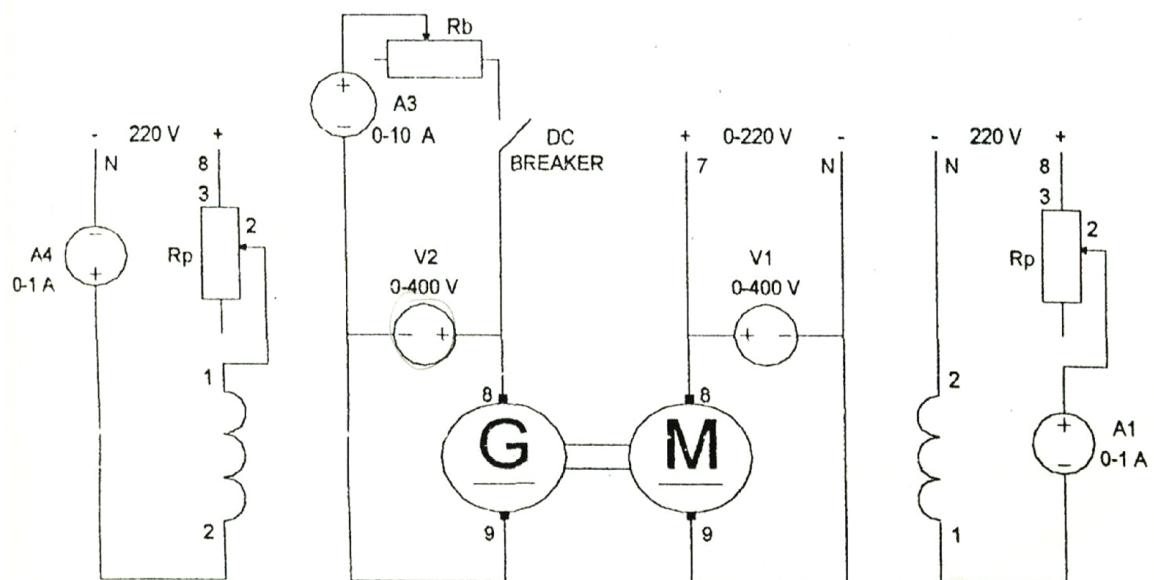 Rb
A3
0-10 A
DC
BREAKER
- 220 V +
N 8
3
2
Rp
A4
0-1 A
1
2
V2
0-400 V
8
G
9
+ 0-220 V -
7 N
V1
0-400 V
8
M
9
- 220 V +
N 8
3
2
Rp
2
1
A1
0-1 A